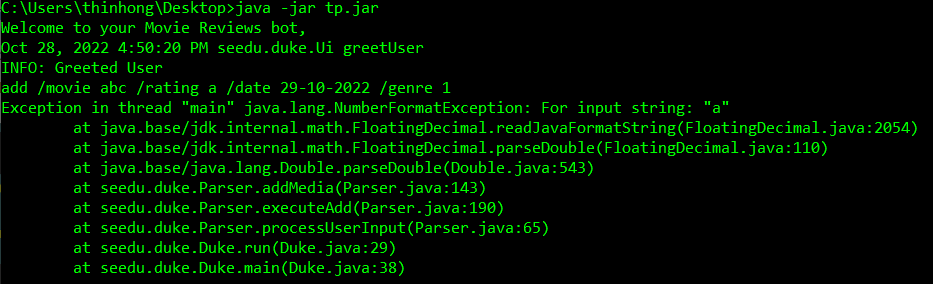 C:\Users\thinhong\Desktop>java -jar tp.jar
Welcome to your Movie Reviews bot,
Oct 28, 2022 4:50:20 PM seedu.duke.Ui greetUser
INFO: Greeted User
add /movie abc /rating a /date 29-10-2022 /genre 1
Exception in thread "main" java.lang.NumberFormatException: For input string: "a"
        at java.base/jdk.internal.math.FloatingDecimal.readJavaFormatString(FloatingDecimal.java:2054)
        at java.base/jdk.internal.math.FloatingDecimal.parseDouble(FloatingDecimal.java:110)
        at java.base/java.lang.Double.parseDouble(Double.java:543)
        at seedu.duke.Parser.addMedia(Parser.java:143)
        at seedu.duke.Parser.executeAdd(Parser.java:190)
        at seedu.duke.Parser.processUserInput(Parser.java:65)
        at seedu.duke.Duke.run(Duke.java:29)
        at seedu.duke.Duke.main(Duke.java:38)